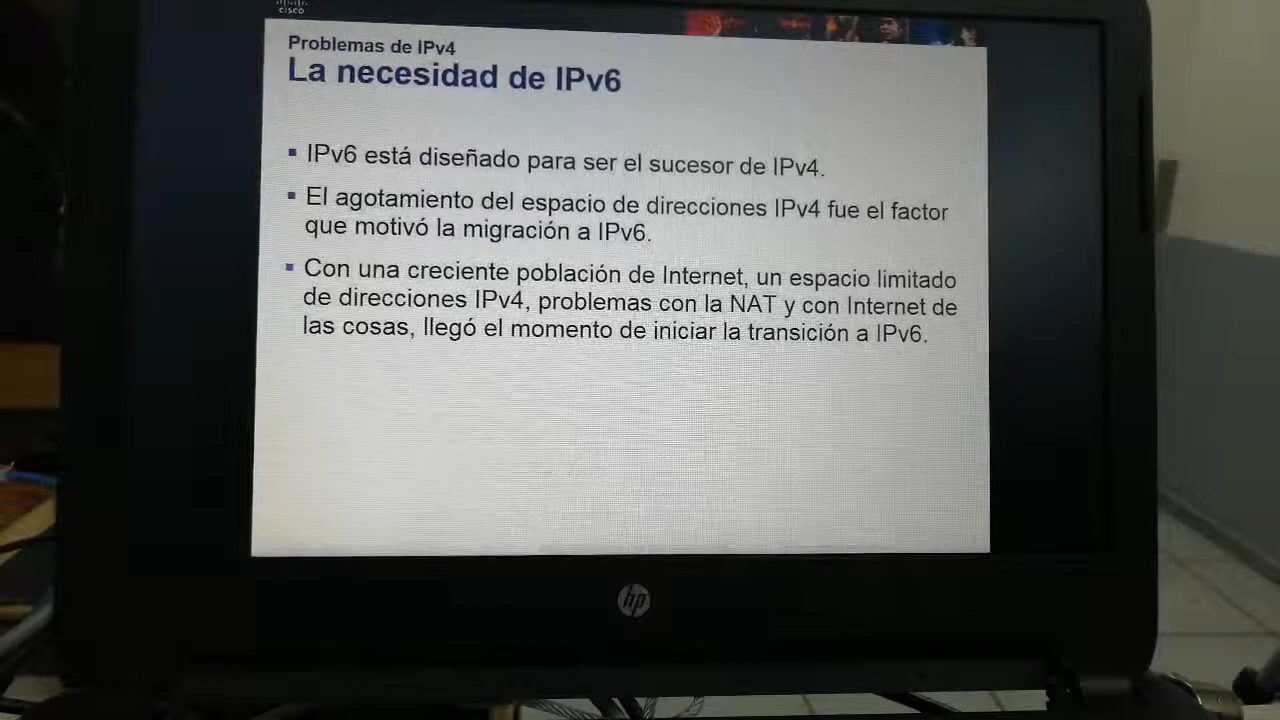 CISCO
Problemas de IPv4
La necesidad de IPv6
IPv6 está diseñado para ser el sucesor de IPv4.
El agotamiento del espacio de direcciones IPv4 fue el factor
que motivó la migración a IPv6.
Con una creciente población de Internet, un espacio limitado
de direcciones IPv4, problemas con la NAT y con Internet de
las cosas, llegó el momento de iniciar la transición a IPv6.
hp